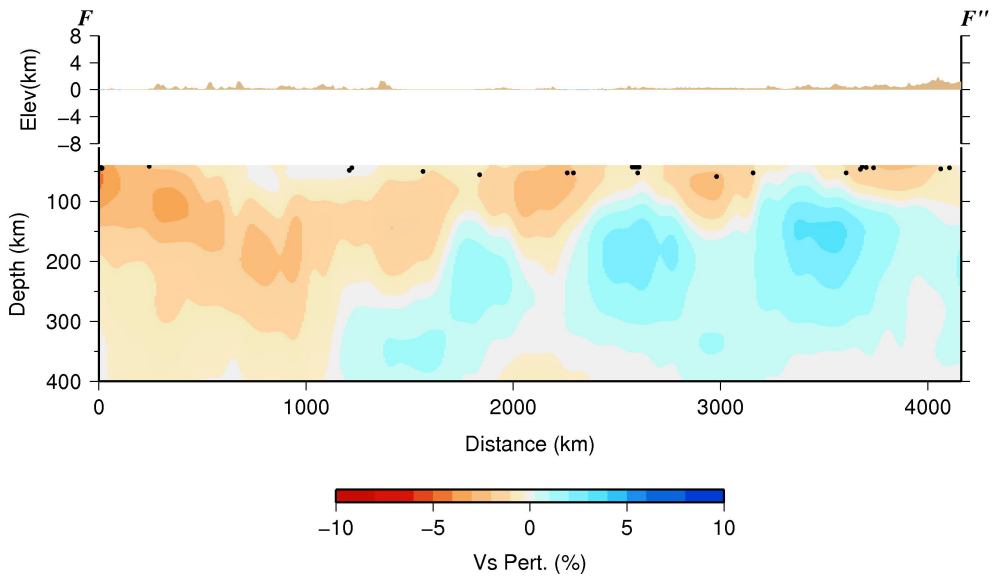 F F''
8
4
0
−4
−8
Elev(km)
100
200
300
400
Depth (km)
0 1000 2000 3000 4000
Distance (km)
−10 −5 0 5 10
Vs Pert. (%)